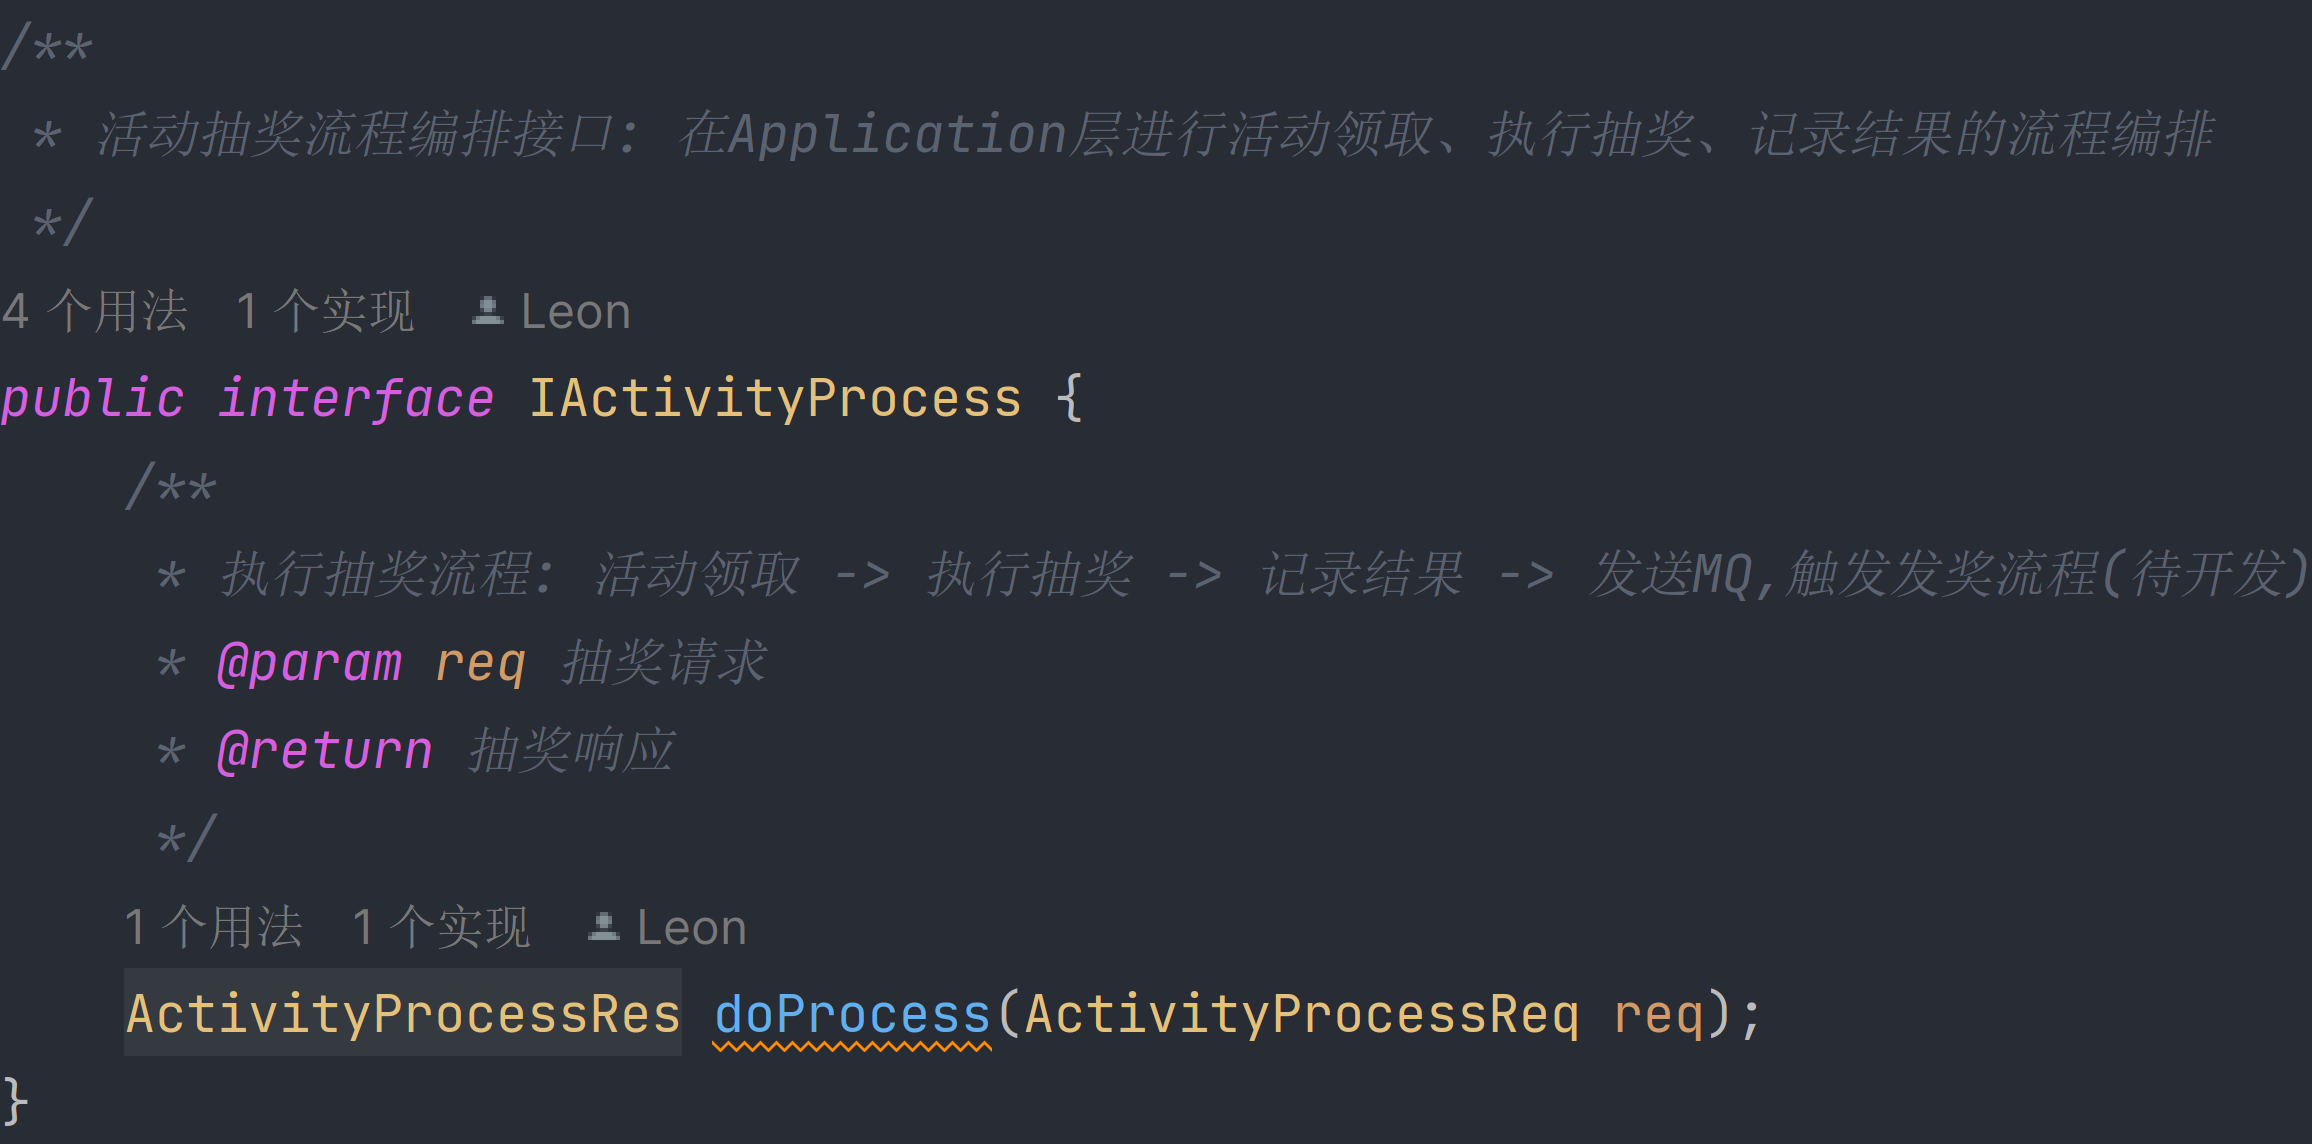 /**
 * 活动抽奖流程编排接口: 在Application层进行活动领取、执行抽奖、记录结果的流程编排
 */
4 个用法 1 个实现 Leon
public interface IActivityProcess {
    /**
     * 执行抽奖流程: 活动领取 -> 执行抽奖 -> 记录结果 -> 发送MQ,触发发奖流程(待开发)
     * @param req 抽奖请求
     * @return 抽奖响应
     */
    1 个用法 1 个实现 Leon
    ActivityProcessRes doProcess(ActivityProcessReq req);
}